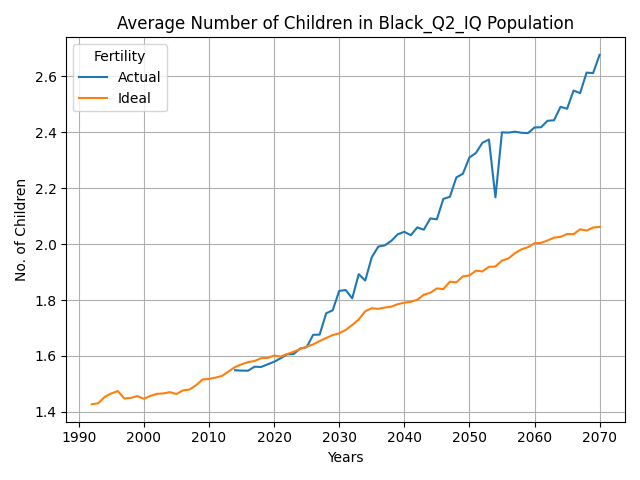 Average Number of Children in Black_Q2_IQ Population
Fertility
Actual
Ideal
No. of Children
2.6
2.4
2.2
2.0
1.8
1.6
1.4
1990 2000 2010 2020 2030 2040 2050 2060 2070
Years